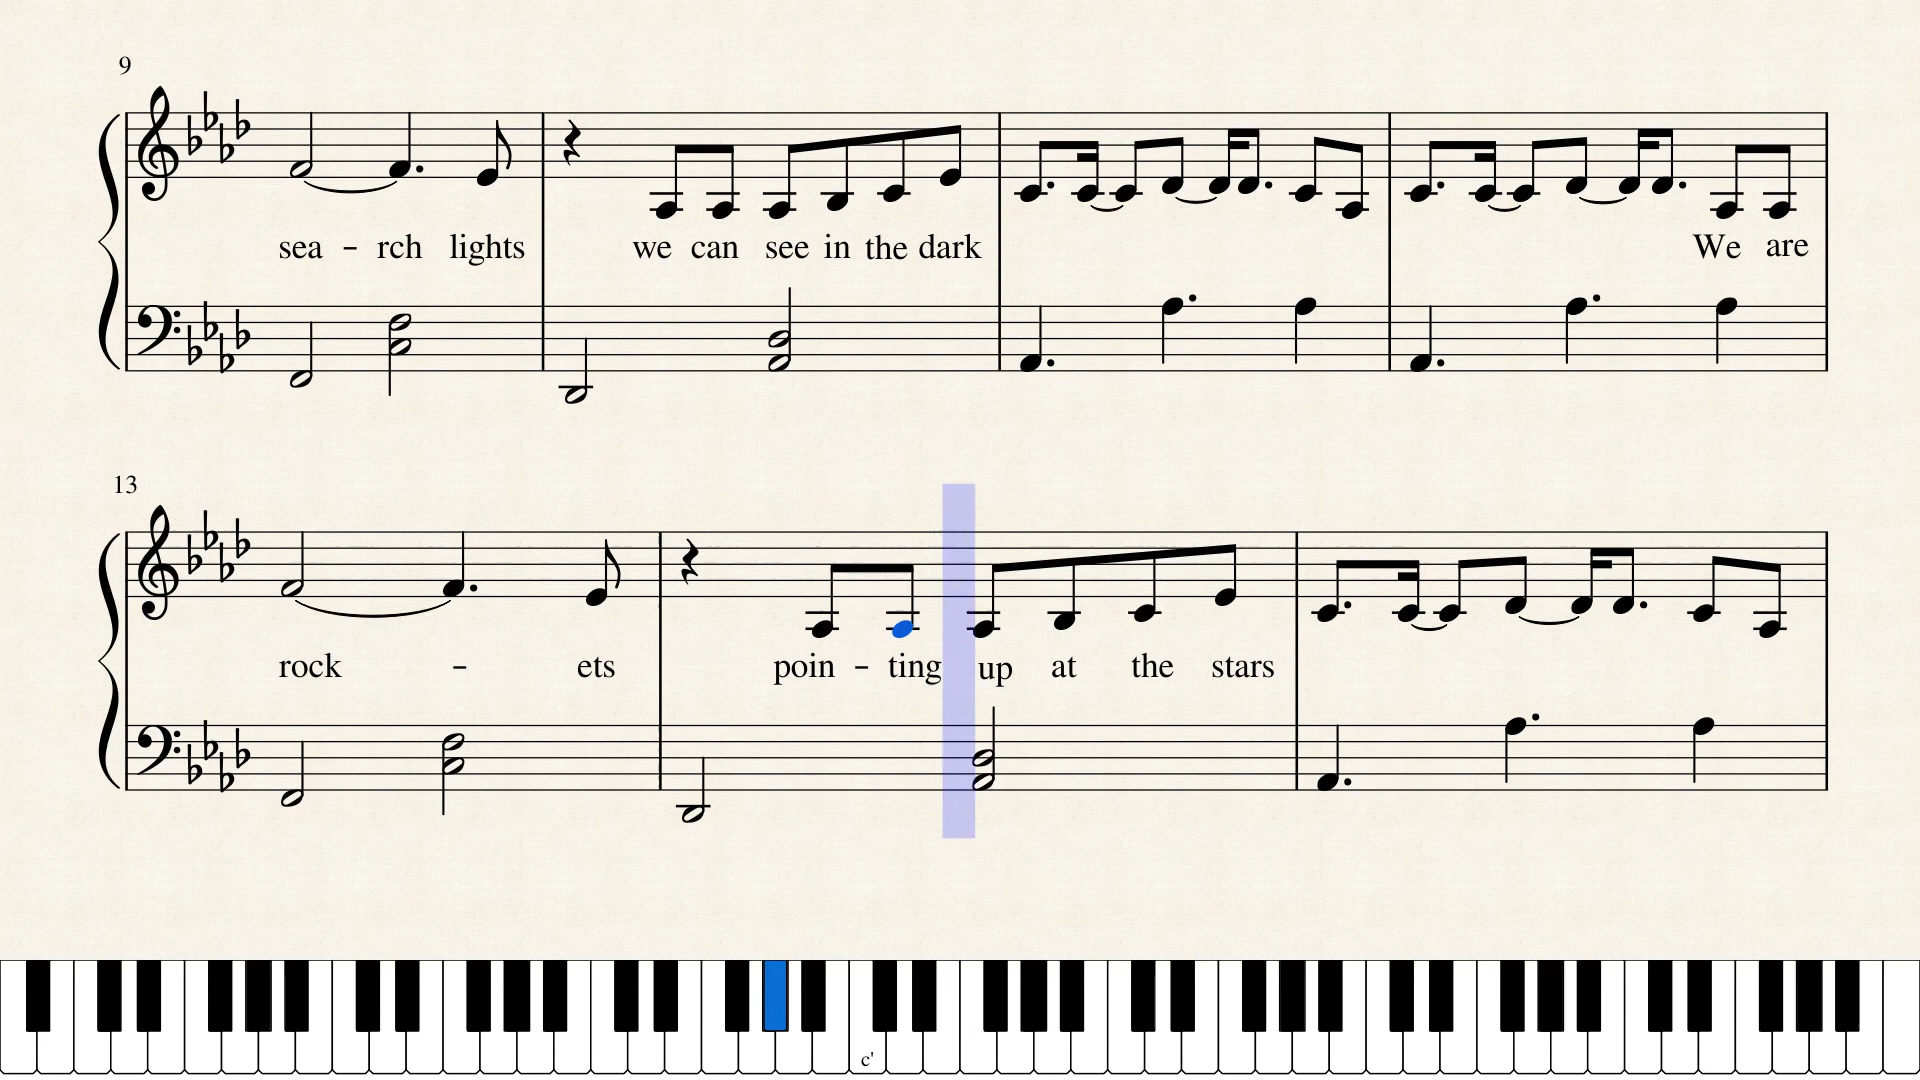 9
sea - rch lights we can see in the dark We are
13
rock - ets poin - ting up at the stars
c'